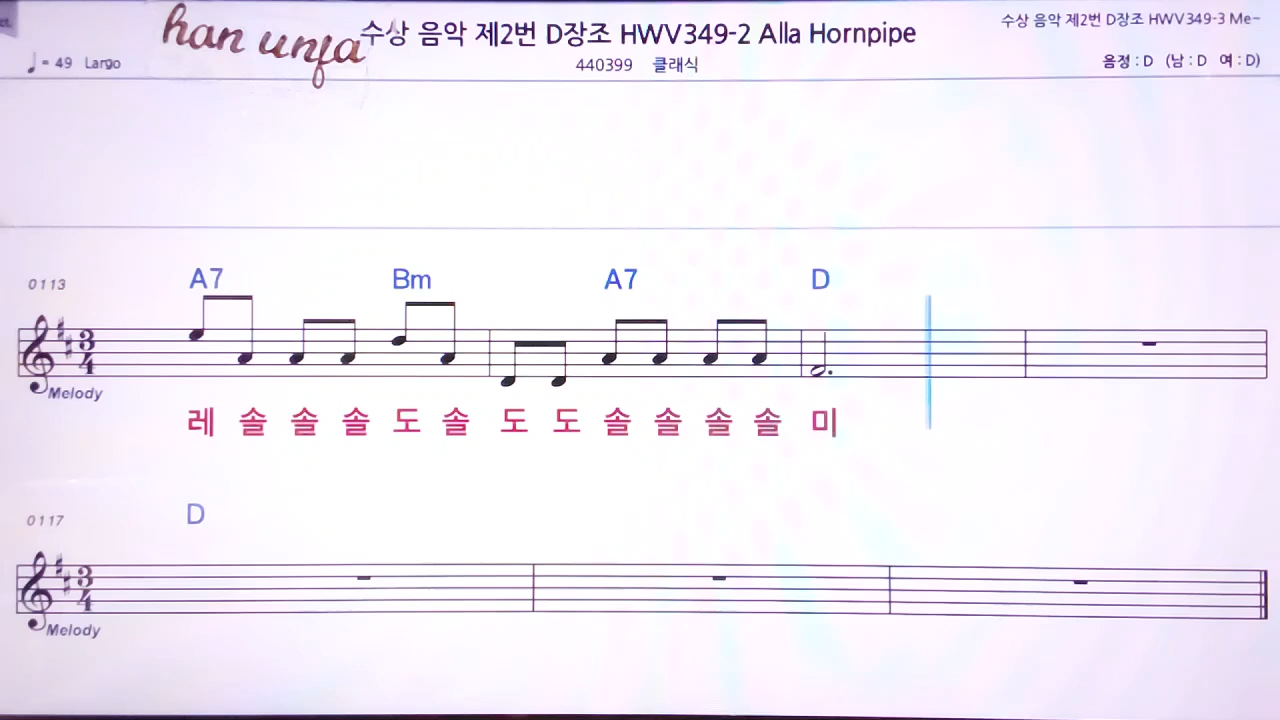 han unfa
수상 음악 제2번 D장조 HWV349-2 Alla Hornpipe
수상 음악 제2번 D장조 HWV349-3 Me~
♩= 49 Largo
440399 클래식
음정 : D (남 : D 여 : D)
0113 A7 Bm A7 D
3/4
Melody
레 솔 솔 솔 도 솔 도 도 솔 솔 솔 솔 미
0117 D
3/4
Melody